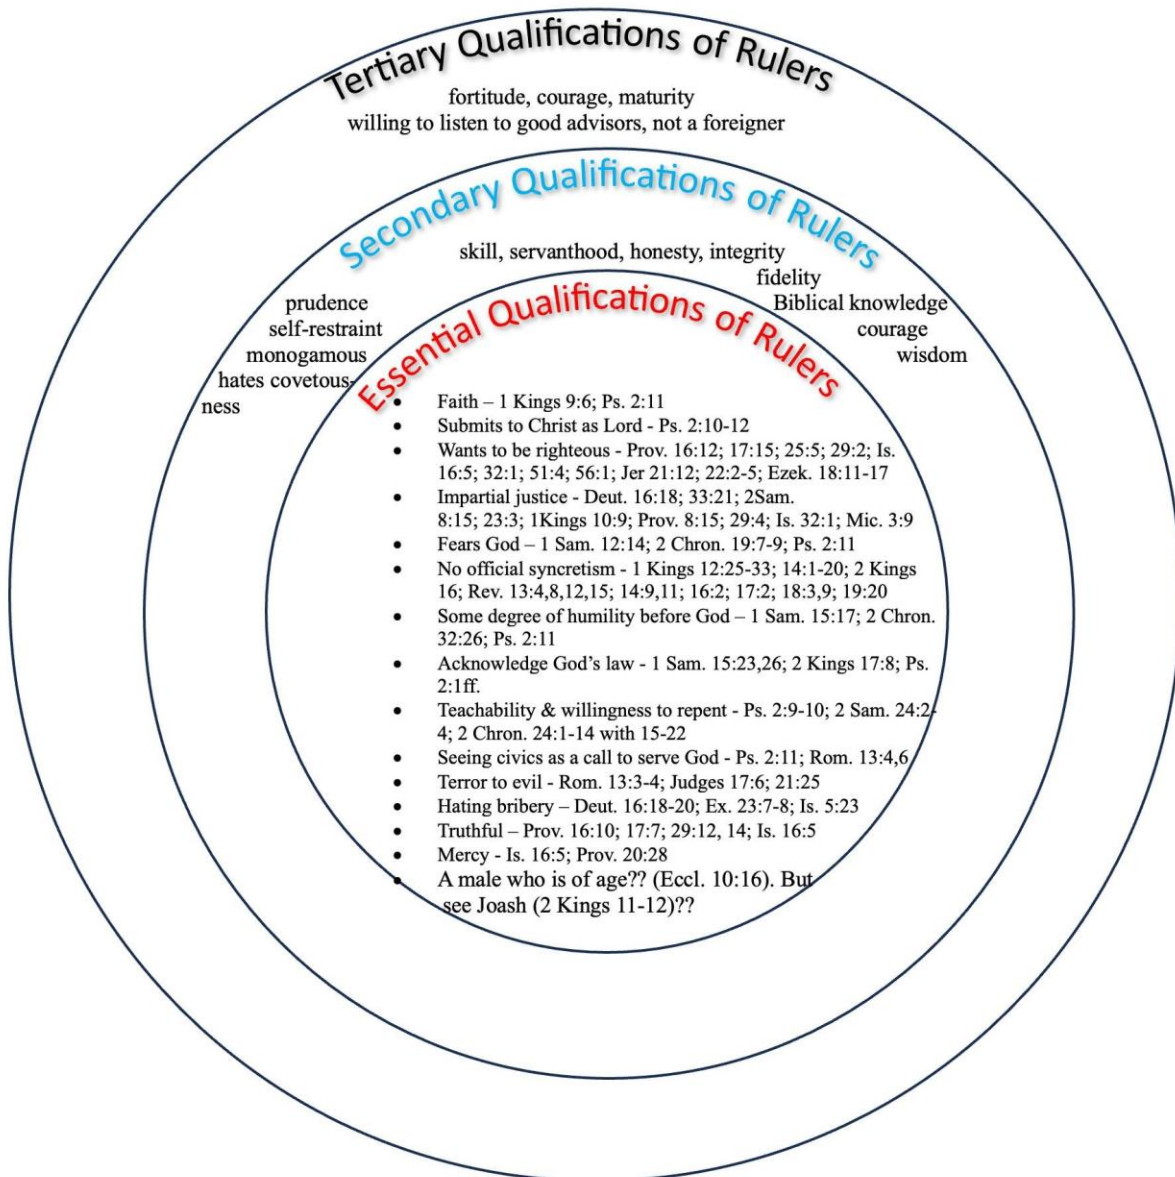 Tertiary Qualifications of Rulers
fortitude, courage, maturity
willing to listen to good advisors, not a foreigner
Secondary Qualifications of Rulers
skill, servanthood, honesty, integrity
fidelity
Biblical knowledge
courage
wisdom
prudence
self-restraint
monogamous
hates covetous-
ness
Essential Qualifications of Rulers
• Faith – 1 Kings 9:6; Ps. 2:11
• Submits to Christ as Lord - Ps. 2:10-12
• Wants to be righteous - Prov. 16:12; 17:15; 25:5; 29:2; Is.
16:5; 32:1; 51:4; 56:1; Jer 21:12; 22:2-5; Ezek. 18:11-17
• Impartial justice - Deut. 16:18; 33:21; 2Sam.
8:15; 23:3; 1Kings 10:9; Prov. 8:15; 29:4; Is. 32:1; Mic. 3:9
• Fears God – 1 Sam. 12:14; 2 Chron. 19:7-9; Ps. 2:11
• No official syncretism - 1 Kings 12:25-33; 14:1-20; 2 Kings
16; Rev. 13:4,8,12,15; 14:9,11; 16:2; 17:2; 18:3,9; 19:20
• Some degree of humility before God – 1 Sam. 15:17; 2 Chron.
32:26; Ps. 2:11
• Acknowledge God’s law - 1 Sam. 15:23,26; 2 Kings 17:8; Ps.
2:1ff.
• Teachability & willingness to repent - Ps. 2:9-10; 2 Sam. 24:2-
4; 2 Chron. 24:1-14 with 15-22
• Seeing civics as a call to serve God - Ps. 2:11; Rom. 13:4,6
• Terror to evil - Rom. 13:3-4; Judges 17:6; 21:25
• Hating bribery – Deut. 16:18-20; Ex. 23:7-8; Is. 5:23
• Truthful – Prov. 16:10; 17:7; 29:12, 14; Is. 16:5
• Mercy - Is. 16:5; Prov. 20:28
• A male who is of age?? (Eccl. 10:16). But
see Joash (2 Kings 11-12)??